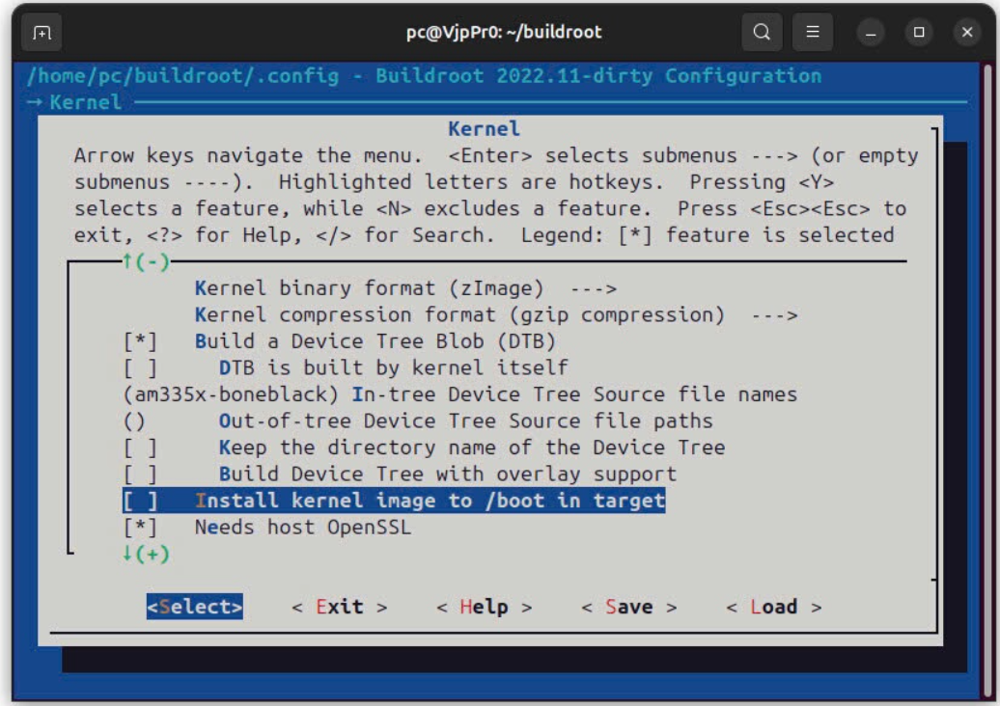 pc@VjpPr0: ~/buildroot
/home/pc/buildroot/.config - Buildroot 2022.11-dirty Configuration
→ Kernel
Kernel
Arrow keys navigate the menu.  <Enter> selects submenus ---> (or empty
submenus ----).  Highlighted letters are hotkeys.  Pressing <Y>
selects a feature, while <N> excludes a feature.  Press <Esc><Esc> to
exit, <?> for Help, </> for Search.  Legend: [*] feature is selected
↑(-)
Kernel binary format (zImage)  --->
Kernel compression format (gzip compression)  --->
[*]   Build a Device Tree Blob (DTB)
[ ]     DTB is built by kernel itself
(am335x-boneblack) In-tree Device Tree Source file names
()      Out-of-tree Device Tree Source file paths
[ ]     Keep the directory name of the Device Tree
[ ]     Build Device Tree with overlay support
[ ]   Install kernel image to /boot in target
[*]   Needs host OpenSSL
↓(+)
<Select>    < Exit >    < Help >    < Save >    < Load >